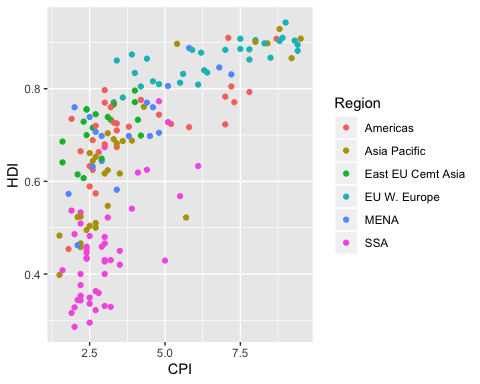 0.8
0.6
0.4
HDI
2.5 5.0 7.5
CPI
Region
Americas
Asia Pacific
East EU Cemt Asia
EU W. Europe
MENA
SSA